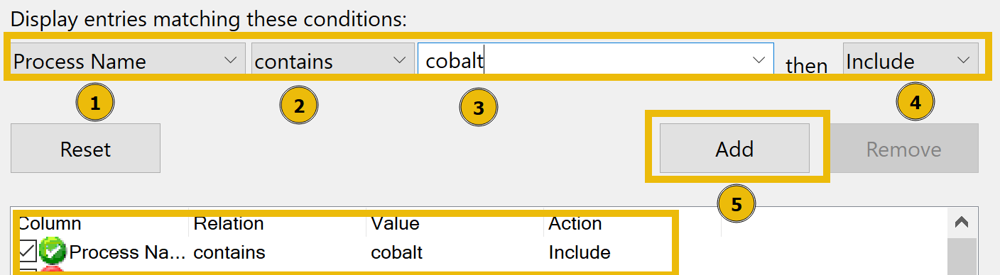 Display entries matching these conditions:
Process Name contains cobalt then Include
1 2 3 4
Reset Add Remove
5
Column Relation Value Action
Process Na... contains cobalt Include